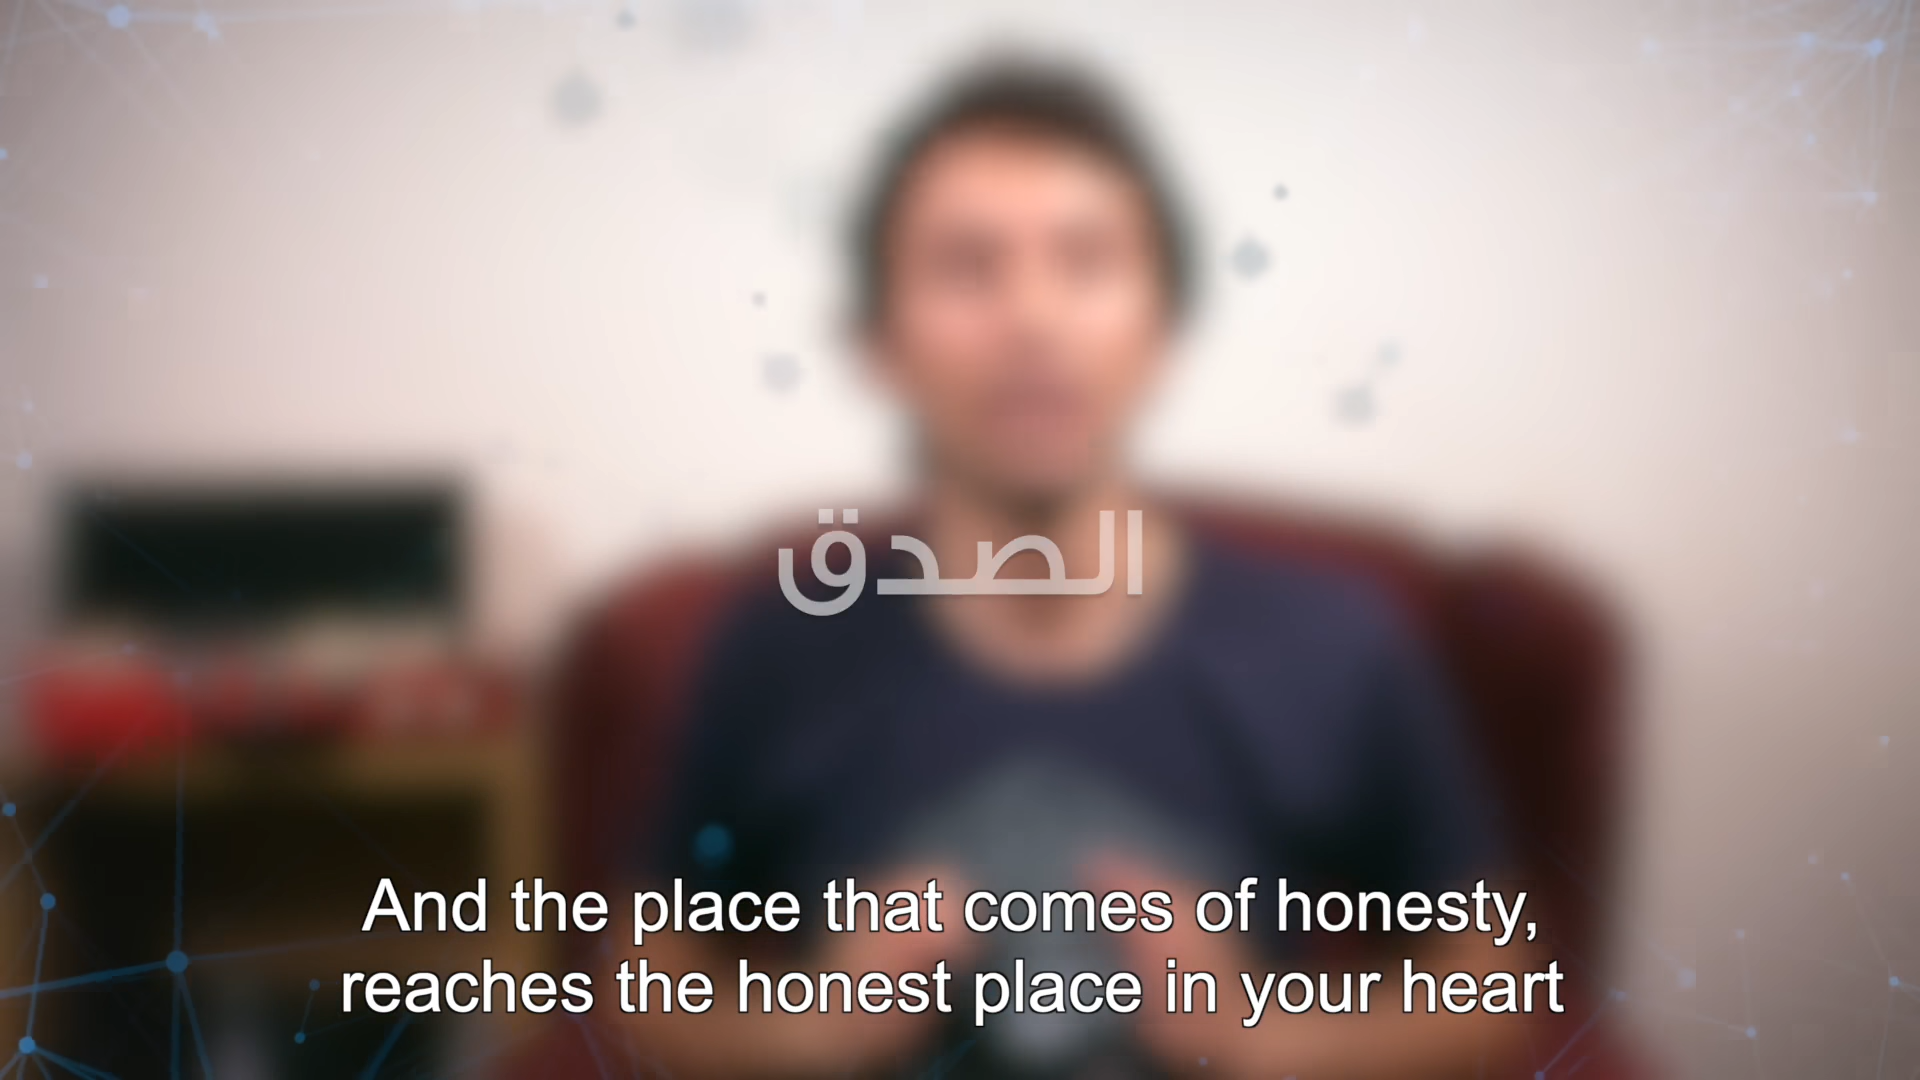 الصدق
And the place that comes of honesty,
reaches the honest place in your heart